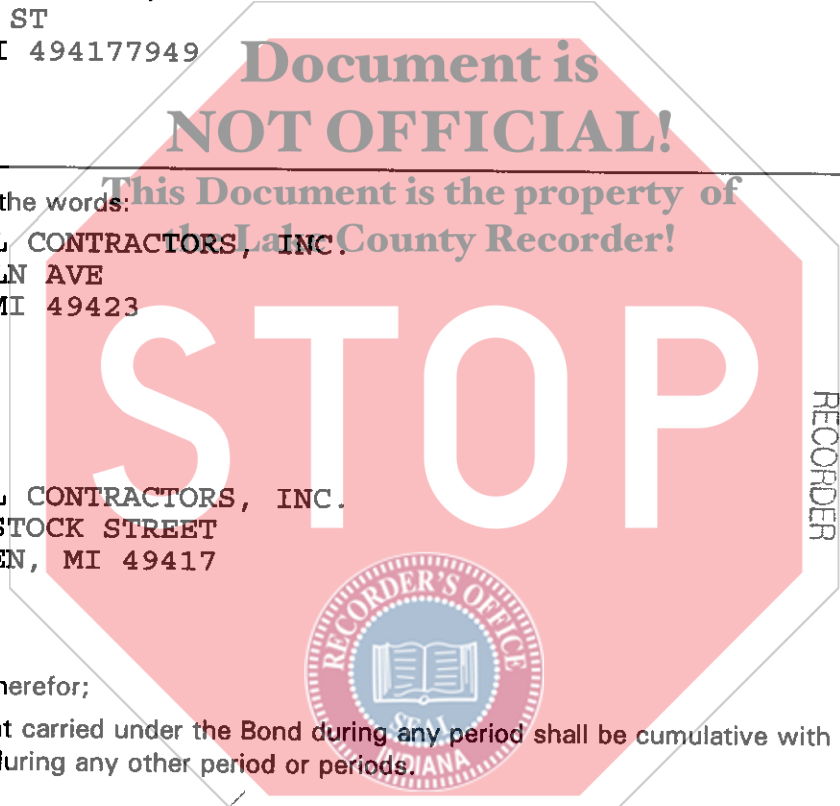 ST
494177949
Document is
NOT OFFICIAL!
the words:
This Document is the property of
the Lake County Recorder!
CONTRACTORS, INC.
AVE
MI 49423
STOP
RECORDER
CONTRACTORS, INC.
STOCK STREET
EN, MI 49417
RECORDER'S OFFICE
SEAL
INDIANA
herefor;
carried under the Bond during any period shall be cumulative with
during any other period or periods.